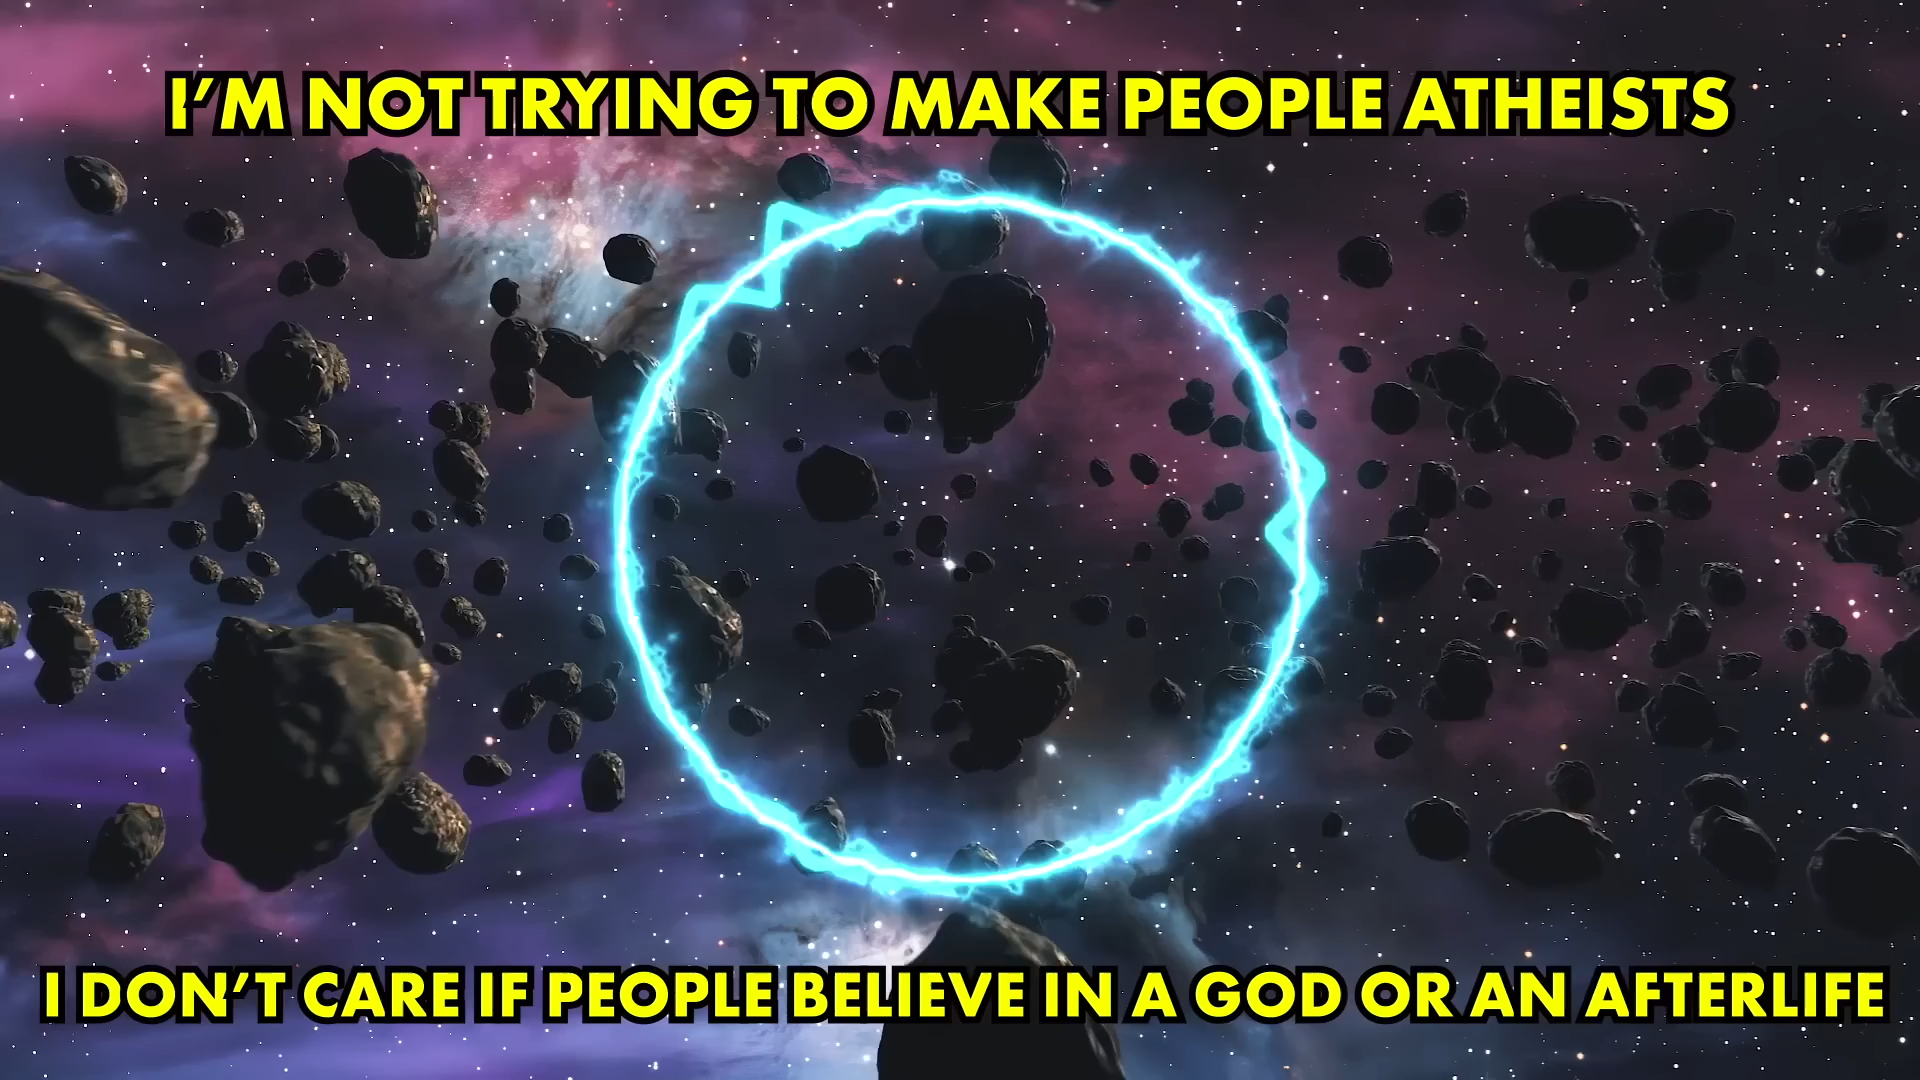 I'M NOT TRYING TO MAKE PEOPLE ATHEISTS
I DON'T CARE IF PEOPLE BELIEVE IN A GOD OR AN AFTERLIFE